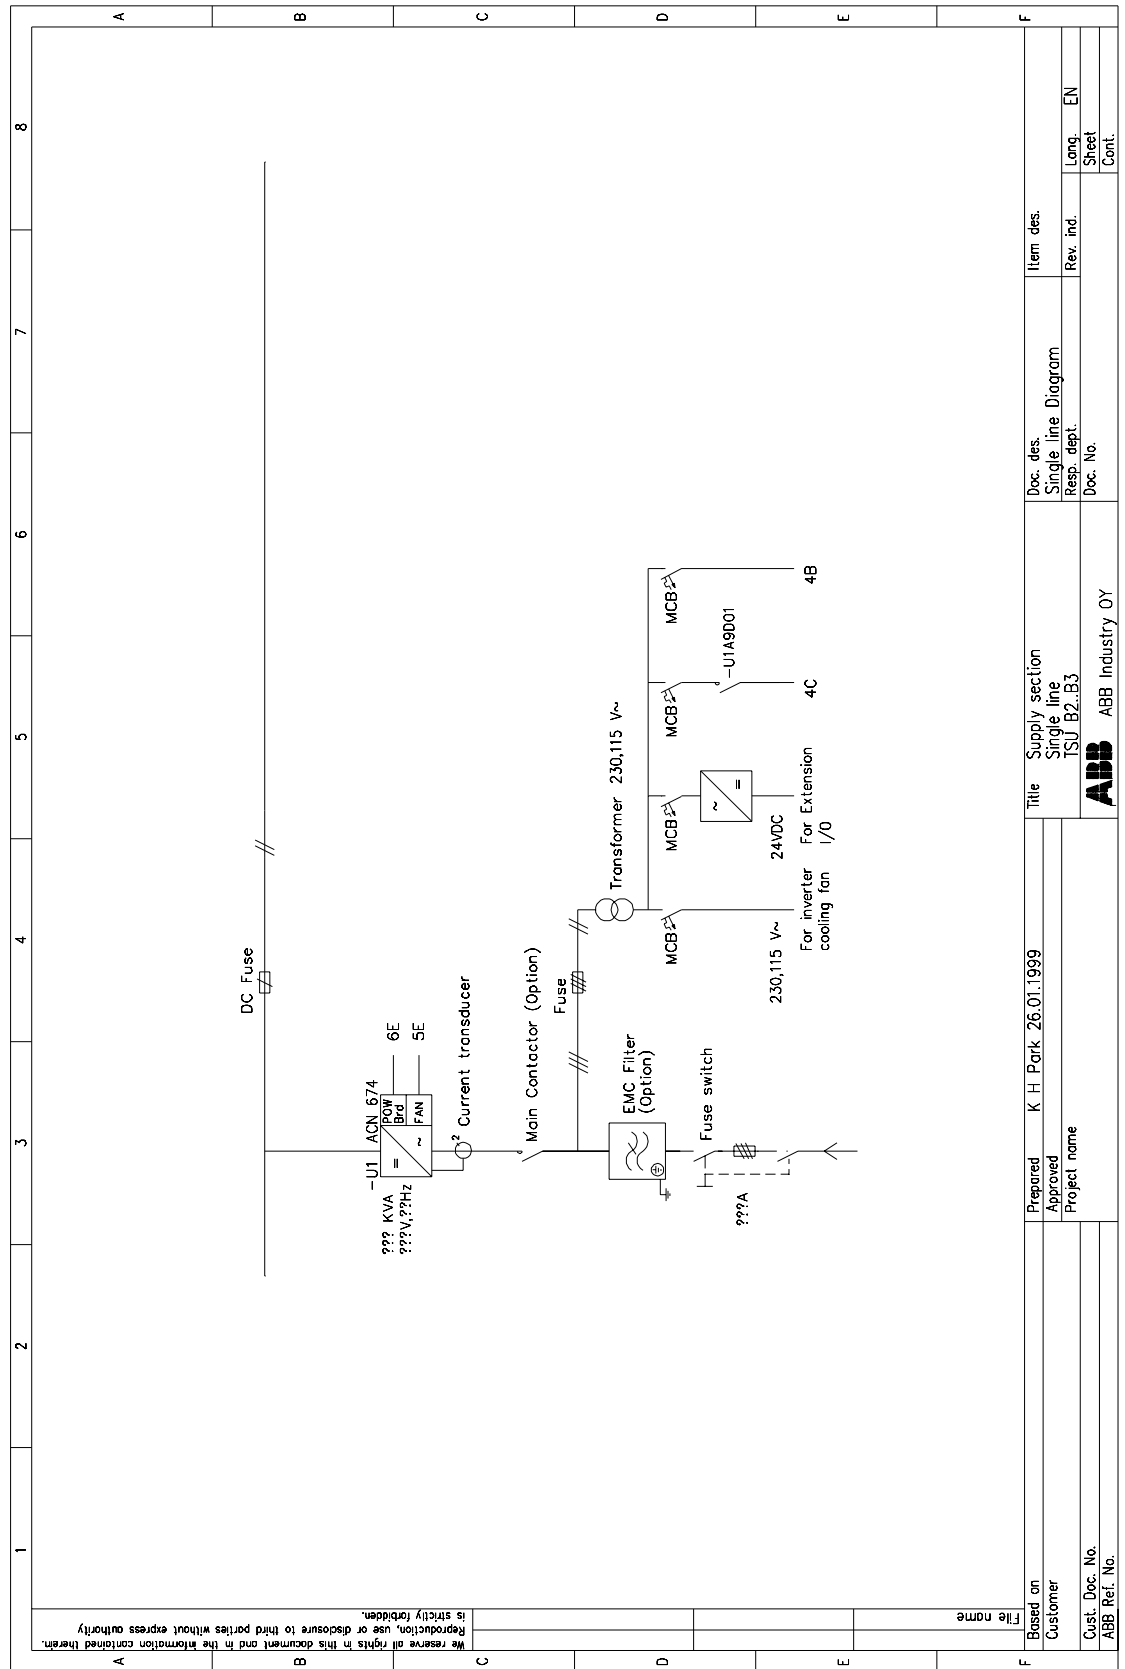 1 2 3 4 5 6 7 8
A
A
B
B
C
C
D
D
E
E
F
F
DC Fuse
-U1 ACN 674
POW
Brd
FAN
=
~
6E
5E
??? KVA
???V,??Hz
2
Current transducer
Main Contactor (Option)
Fuse
Transformer 230,115 V~
EMC Filter
(Option)
Fuse switch
???A
MCB
MCB
MCB
MCB
~
=
-U1A9D01
230,115 V~
24VDC
For inverter
cooling fan
For Extension
I/O
4C
4B
We reserve all rights in this document and in the information contained therein.
Reproduction, use or disclosure to third parties without express authority
is strictly forbidden.
File name
Based on
Customer
Cust. Doc. No.
ABB Ref. No.
Prepared K H Park 26.01.1999
Approved
Project name
Title Supply section
Single line
TSU B2..B3
ABB ABB Industry OY
Doc. des.
Single line Diagram
Resp. dept.
Doc. No.
Item des.
Rev. ind.
Lang. EN
Sheet
Cont.